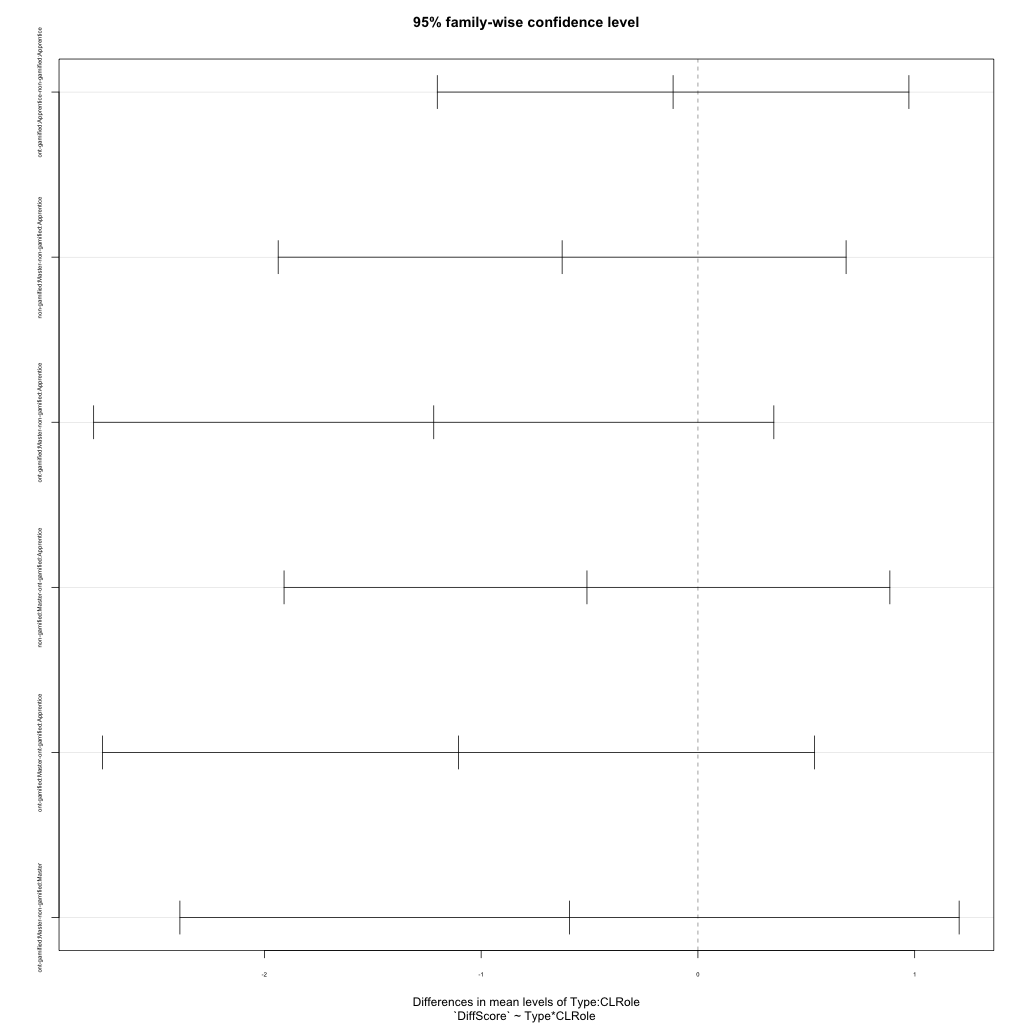 95% family-wise confidence level
ont-gamified:Apprentice-non-gamified:Apprentice
non-gamified:Master-non-gamified:Apprentice
ont-gamified:Master-non-gamified:Apprentice
non-gamified:Master-ont-gamified:Apprentice
ont-gamified:Master-ont-gamified:Apprentice
ont-gamified:Master-non-gamified:Master
-2 -1 0 1
Differences in mean levels of Type:CLRole
`DiffScore` ~ Type*CLRole